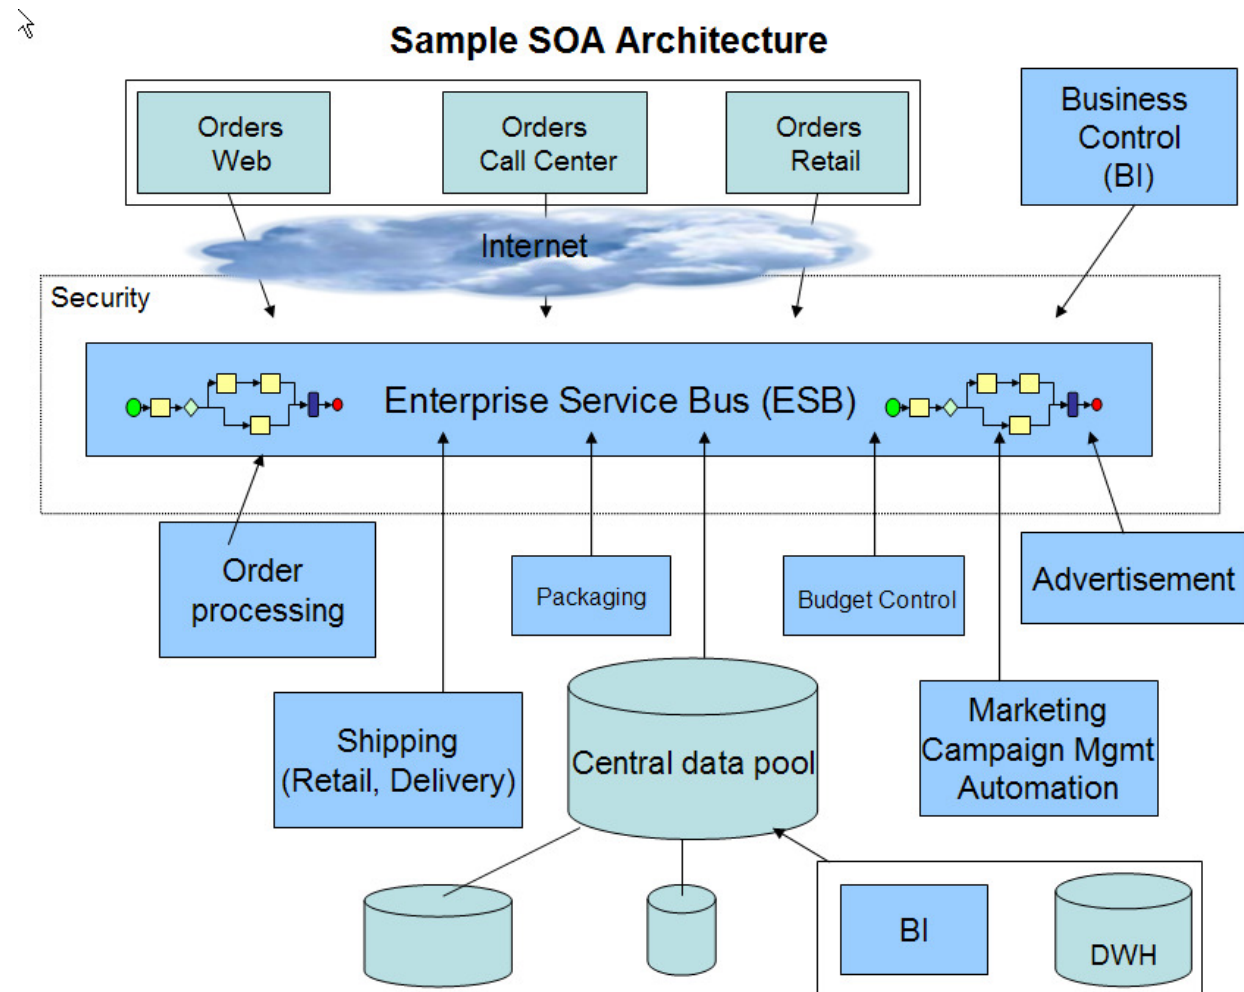 Sample SOA Architecture
Orders
Web
Orders
Call Center
Orders
Retail
Business
Control
(BI)
Internet
Security
Enterprise Service Bus (ESB)
Order
processing
Packaging
Budget Control
Advertisement
Shipping
(Retail, Delivery)
Central data pool
Marketing
Campaign Mgmt
Automation
BI
DWH